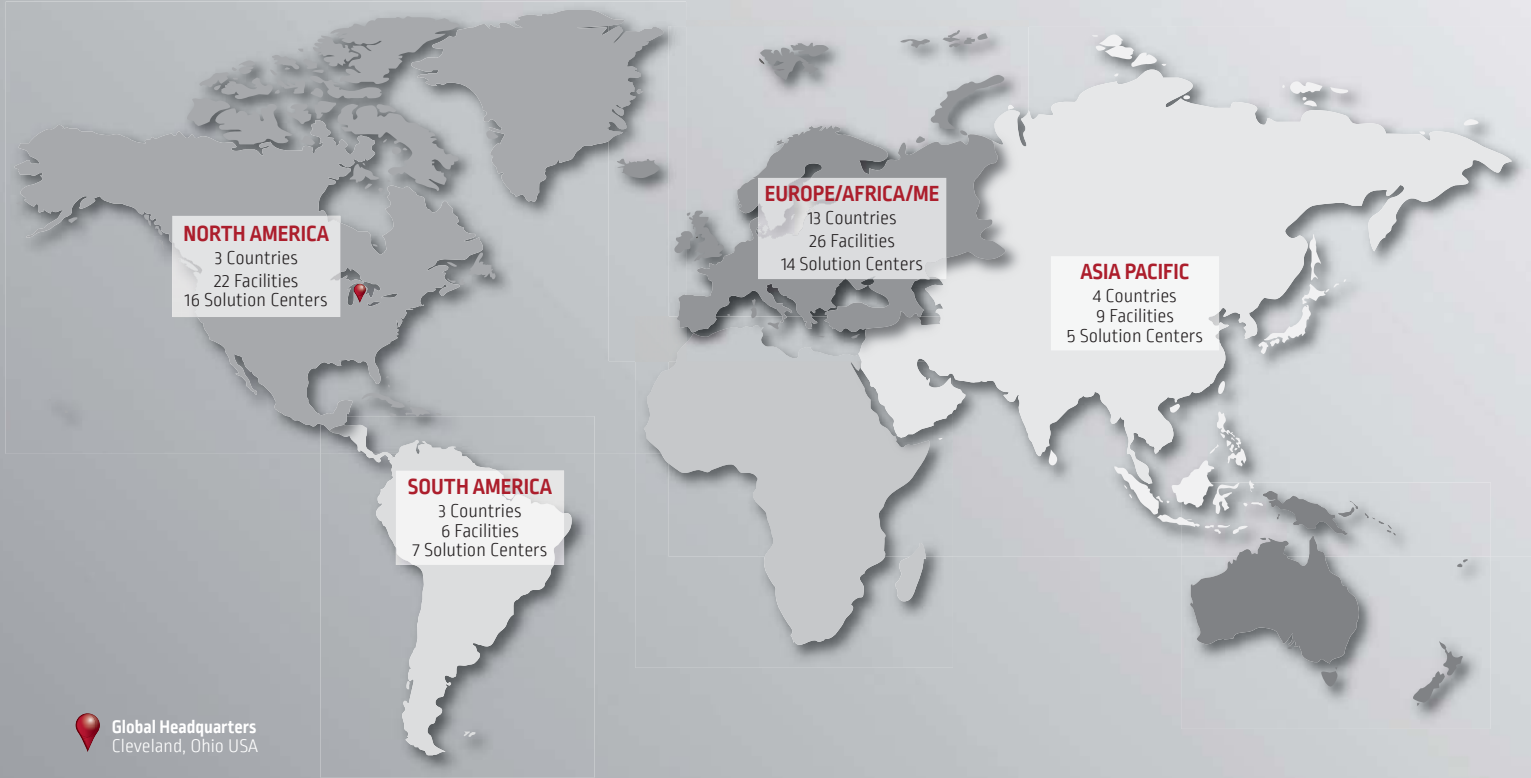 NORTH AMERICA
3 Countries
22 Facilities
16 Solution Centers
EUROPE/AFRICA/ME
13 Countries
26 Facilities
14 Solution Centers
ASIA PACIFIC
4 Countries
9 Facilities
5 Solution Centers
SOUTH AMERICA
3 Countries
6 Facilities
7 Solution Centers
Global Headquarters
Cleveland, Ohio USA